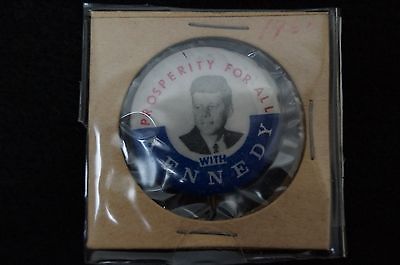 PROSPERITY FOR ALL
WITH
KENNEDY